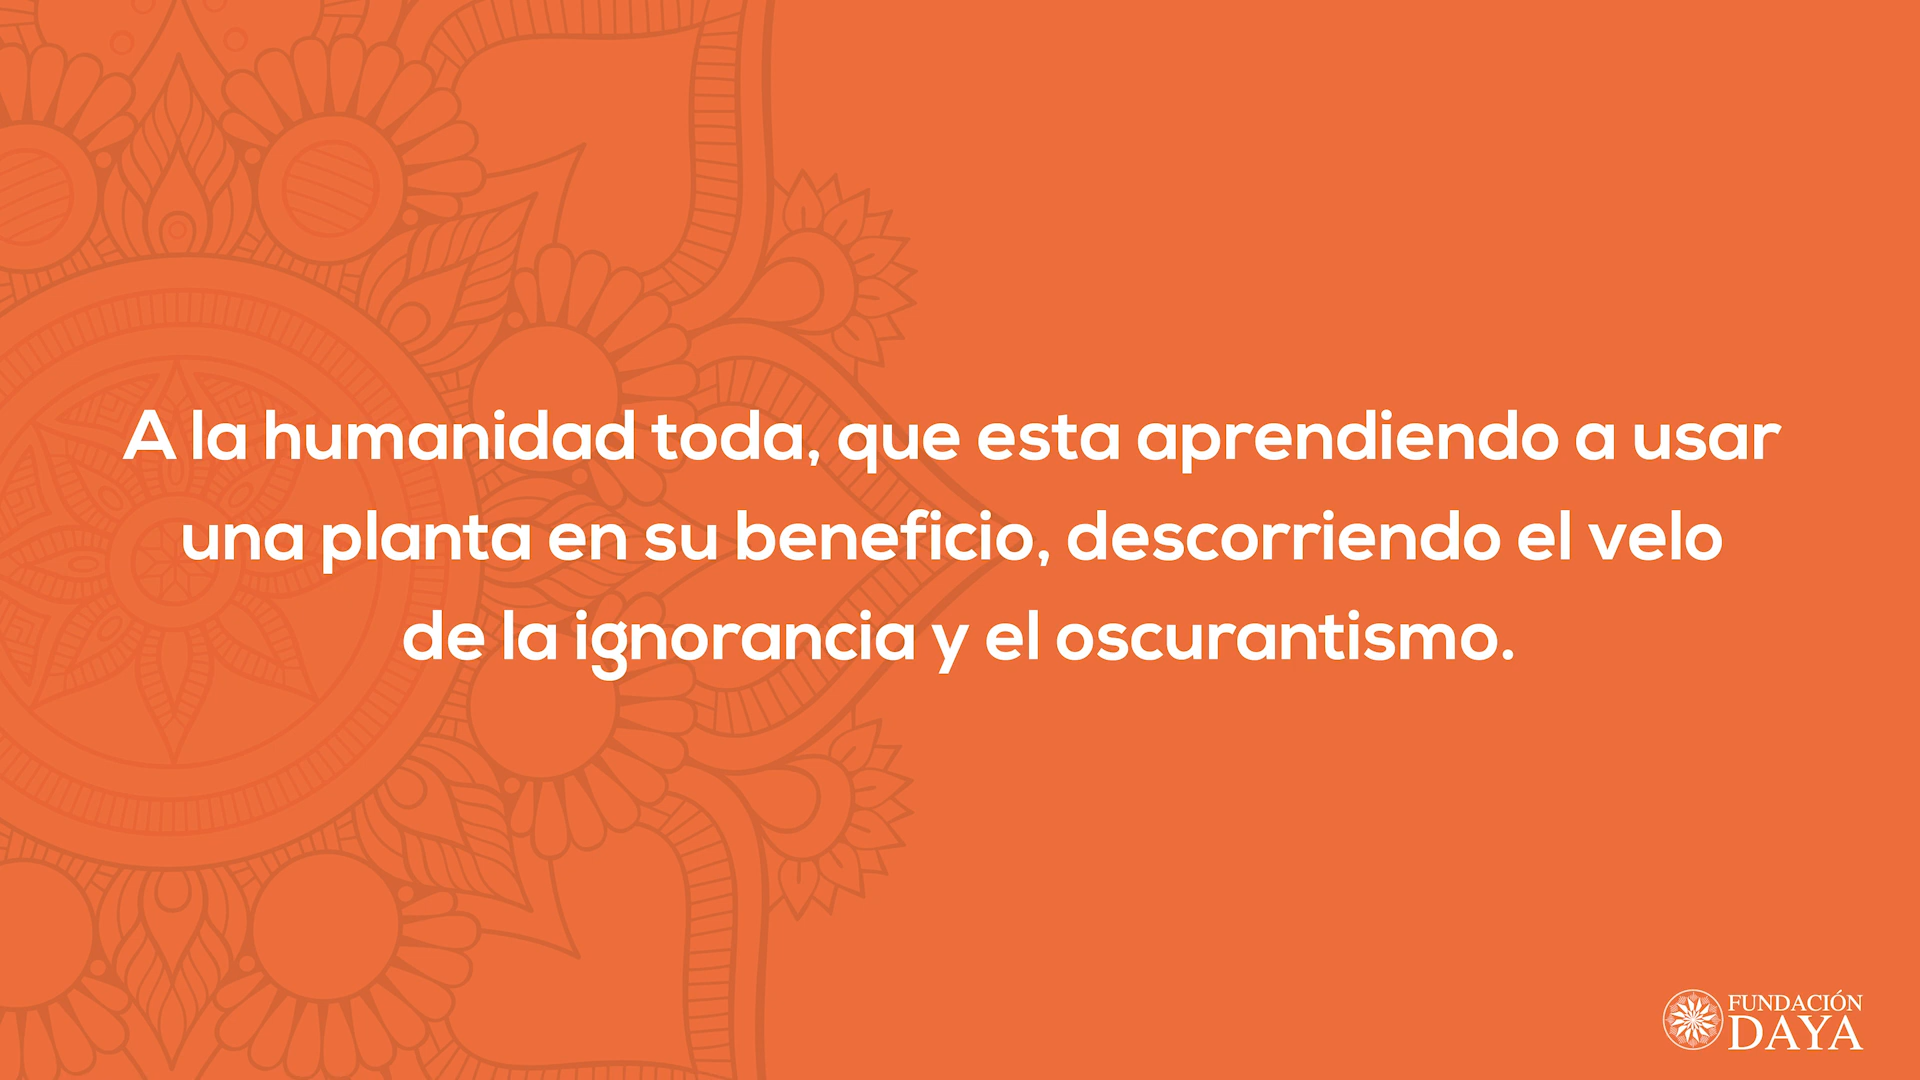 A la humanidad toda, que esta aprendiendo a usar
una planta en su beneficio, descorriendo el velo
de la ignorancia y el oscurantismo.
FUNDACIÓN
DAYA